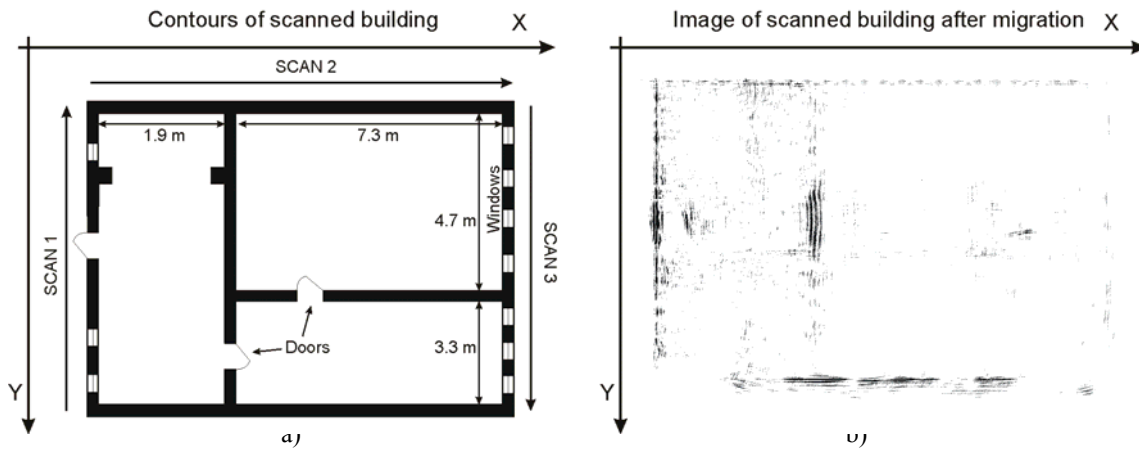 Contours of scanned building
X
SCAN 2
1.9 m
7.3 m
Windows
4.7 m
SCAN 1
SCAN 3
Doors
3.3 m
Y
a)
Image of scanned building after migration
X
Y
b)